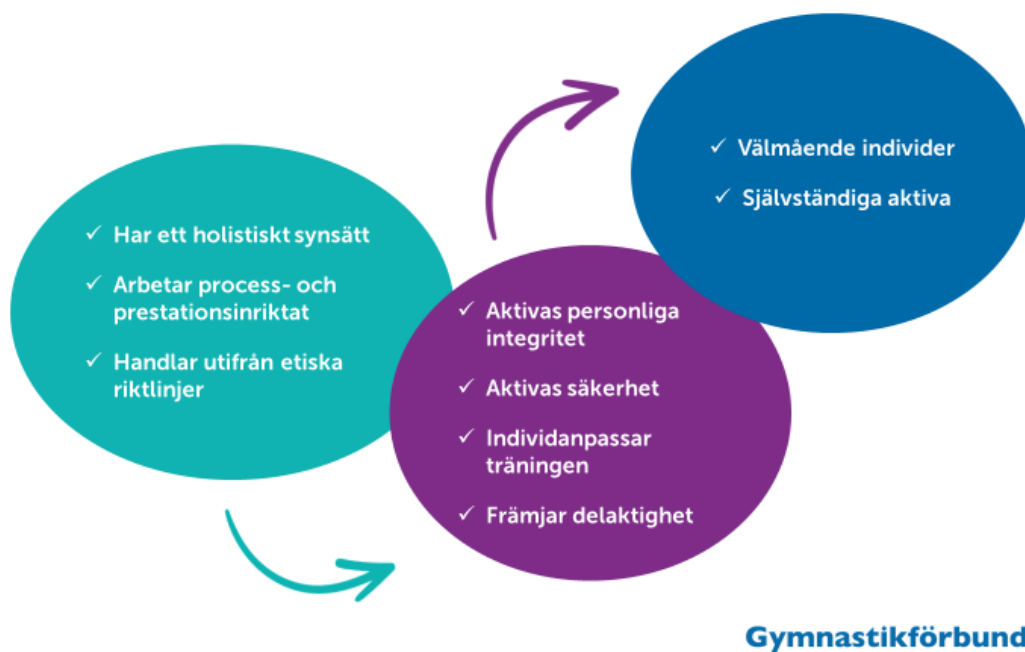 ✓ Har ett holistiskt synsätt
✓ Arbetar process- och
prestationsinriktat
✓ Handlar utifrån etiska
riktlinjer
✓ Aktivas personliga
integritet
✓ Aktivas säkerhet
✓ Individanpassar
träningen
✓ Främjar delaktighet
✓ Välmående individer
✓ Självständiga aktiva
Gymnastikförbund